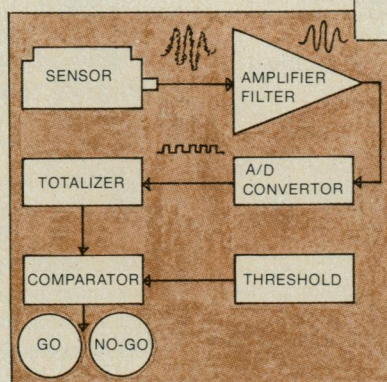 SENSOR
AMPLIFIER
FILTER
TOTALIZER
A/D
CONVERTOR
COMPARATOR
THRESHOLD
GO
NO-GO